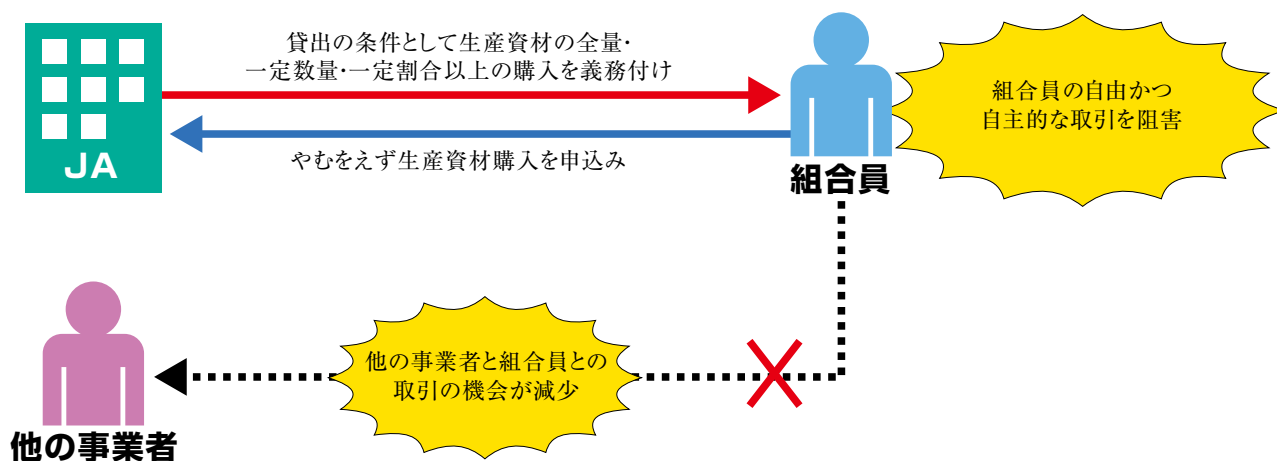 貸出の条件として生産資材の全量・
一定数量・一定割合以上の購入を義務付け
JA
やむをえず生産資材購入を申込み
組合員
組合員の自由かつ
自主的な取引を阻害
他の事業者と組合員との
取引の機会が減少
他の事業者